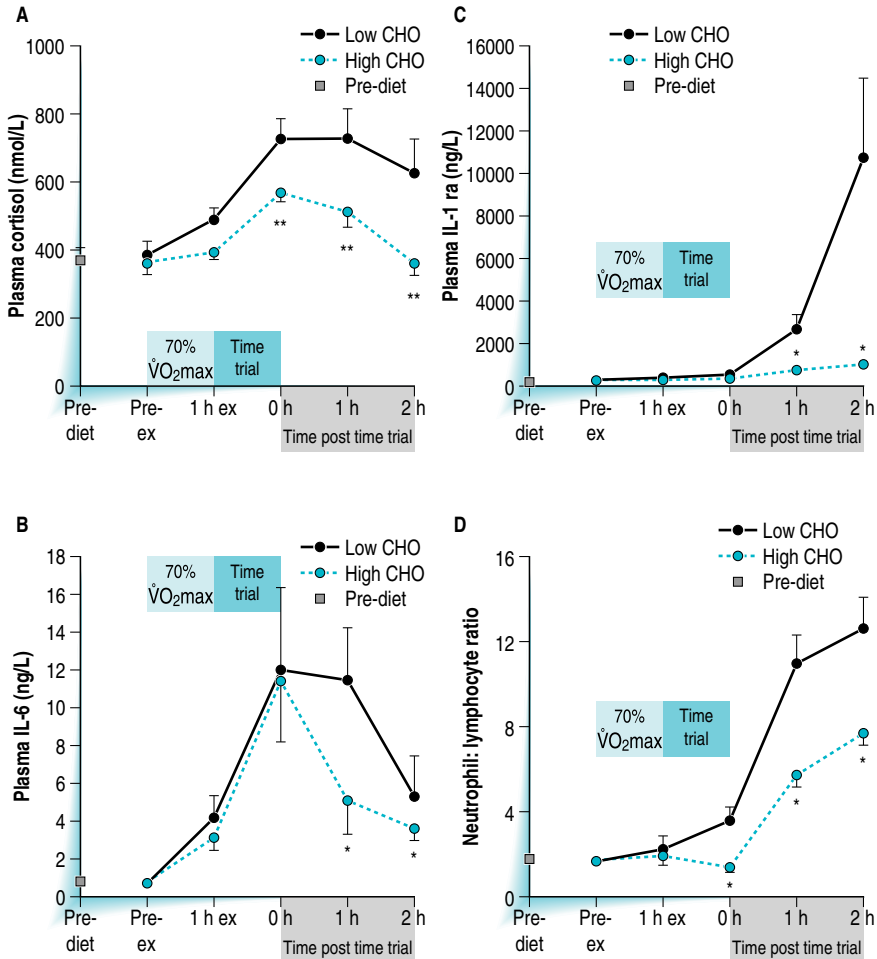 A
Low CHO
High CHO
Pre-diet
Plasma cortisol (nmol/L)
1000
800
600
400
200
0
**
**
**
70%
V̊O2max
Time
trial
Pre-
diet
Pre-
ex
1 h ex
0 h
1 h
2 h
Time post time trial
C
Low CHO
High CHO
Pre-diet
Plasma IL-1 ra (ng/L)
16000
14000
12000
10000
8000
6000
4000
2000
0
70%
V̊O2max
Time
trial
*
*
Pre-
diet
Pre-
ex
1 h ex
0 h
1 h
2 h
Time post time trial
B
Low CHO
High CHO
Pre-diet
Plasma IL-6 (ng/L)
18
16
14
12
10
8
6
4
2
0
70%
V̊O2max
Time
trial
*
*
Pre-
diet
Pre-
ex
1 h ex
0 h
1 h
2 h
Time post time trial
D
Low CHO
High CHO
Pre-diet
Neutrophil: lymphocyte ratio
16
12
8
4
0
70%
V̊O2max
Time
trial
*
*
*
Pre-
diet
Pre-
ex
1 h ex
0 h
1 h
2 h
Time post time trial